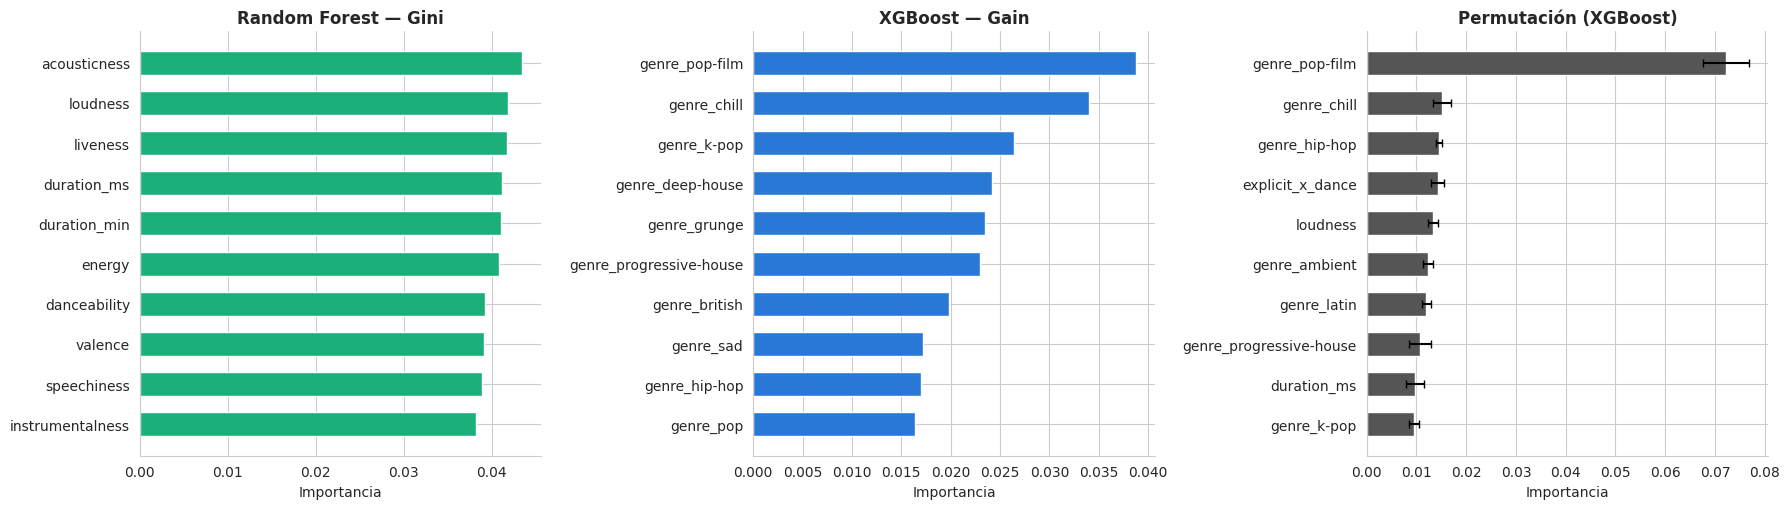 Random Forest — Gini
acousticness
loudness
liveness
duration_ms
duration_min
energy
danceability
valence
speechiness
instrumentalness
0.00 0.01 0.02 0.03 0.04
Importancia
XGBoost — Gain
genre_pop-film
genre_chill
genre_k-pop
genre_deep-house
genre_grunge
genre_progressive-house
genre_british
genre_sad
genre_hip-hop
genre_pop
0.000 0.005 0.010 0.015 0.020 0.025 0.030 0.035 0.040
Importancia
Permutación (XGBoost)
genre_pop-film
genre_chill
genre_hip-hop
explicit_x_dance
loudness
genre_ambient
genre_latin
genre_progressive-house
duration_ms
genre_k-pop
0.00 0.01 0.02 0.03 0.04 0.05 0.06 0.07 0.08
Importancia